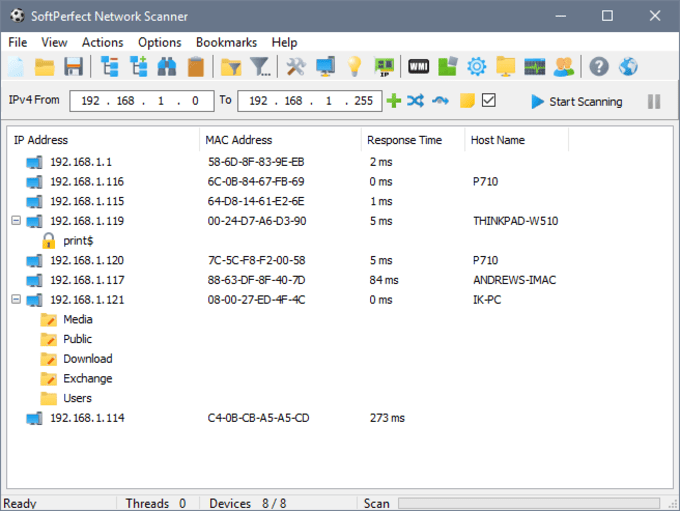 SoftPerfect Network Scanner
File View Actions Options Bookmarks Help
WMI IP
IPv4 From 192 . 168 . 1 . 0 To 192 . 168 . 1 . 255 Start Scanning
IP Address MAC Address Response Time Host Name
192.168.1.1 58-6D-8F-83-9E-EB 2 ms
192.168.1.116 6C-0B-84-67-FB-69 0 ms P710
192.168.1.115 64-D8-14-61-E2-6E 1 ms
192.168.1.119 00-24-D7-A6-D3-90 5 ms THINKPAD-W510
print$
192.168.1.120 7C-5C-F8-F2-00-58 5 ms P710
192.168.1.117 88-63-DF-8F-40-7D 84 ms ANDREWS-IMAC
192.168.1.121 08-00-27-ED-4F-4C 0 ms IK-PC
Media
Public
Download
Exchange
Users
192.168.1.114 C4-0B-CB-A5-A5-CD 273 ms
Ready Threads 0 Devices 8 / 8 Scan